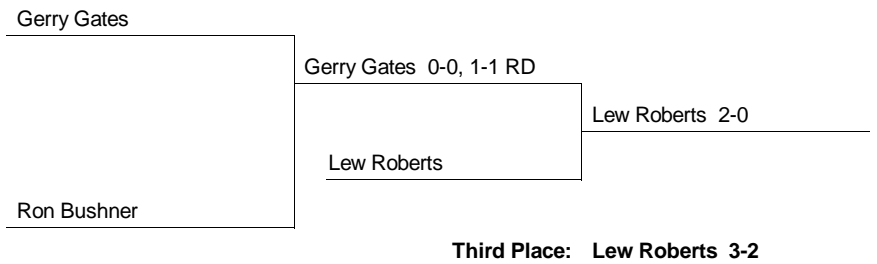 Gerry Gates
Gerry Gates 0-0, 1-1 RD
Lew Roberts 2-0
Lew Roberts
Ron Bushner
Third Place: Lew Roberts 3-2